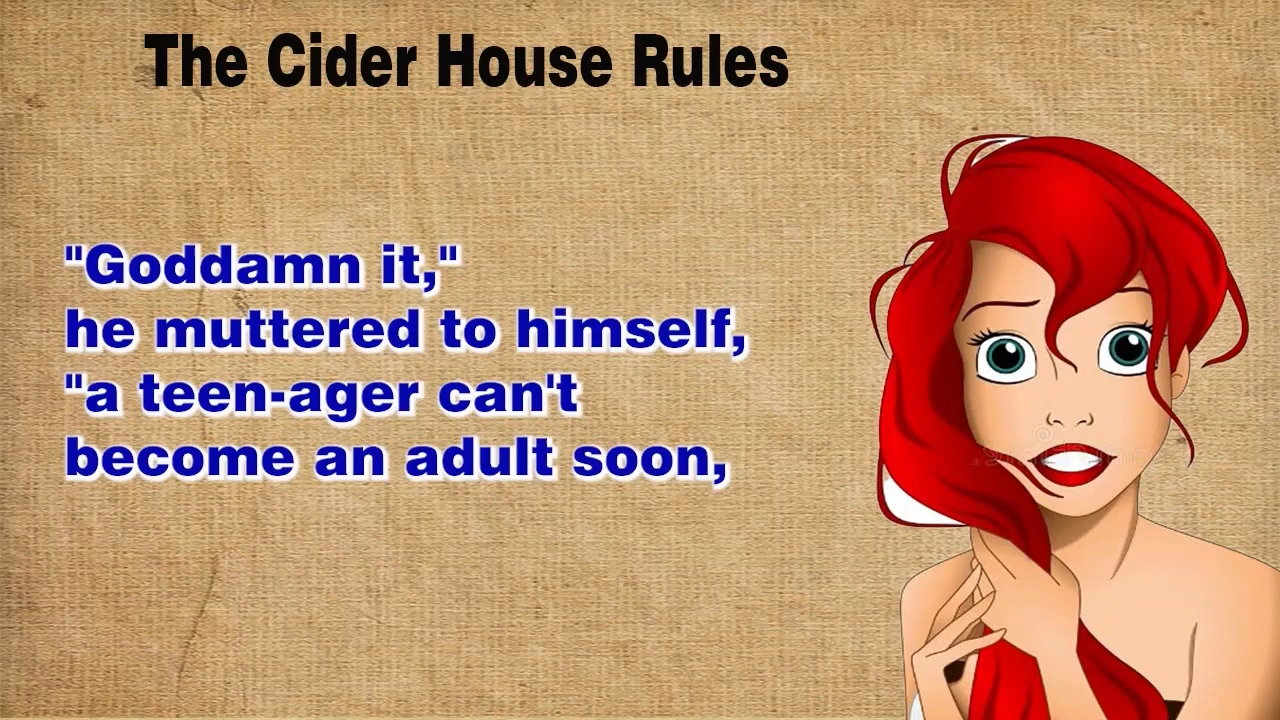 The Cider House Rules
"Goddamn it,"
he muttered to himself,
"a teen-ager can't
become an adult soon,